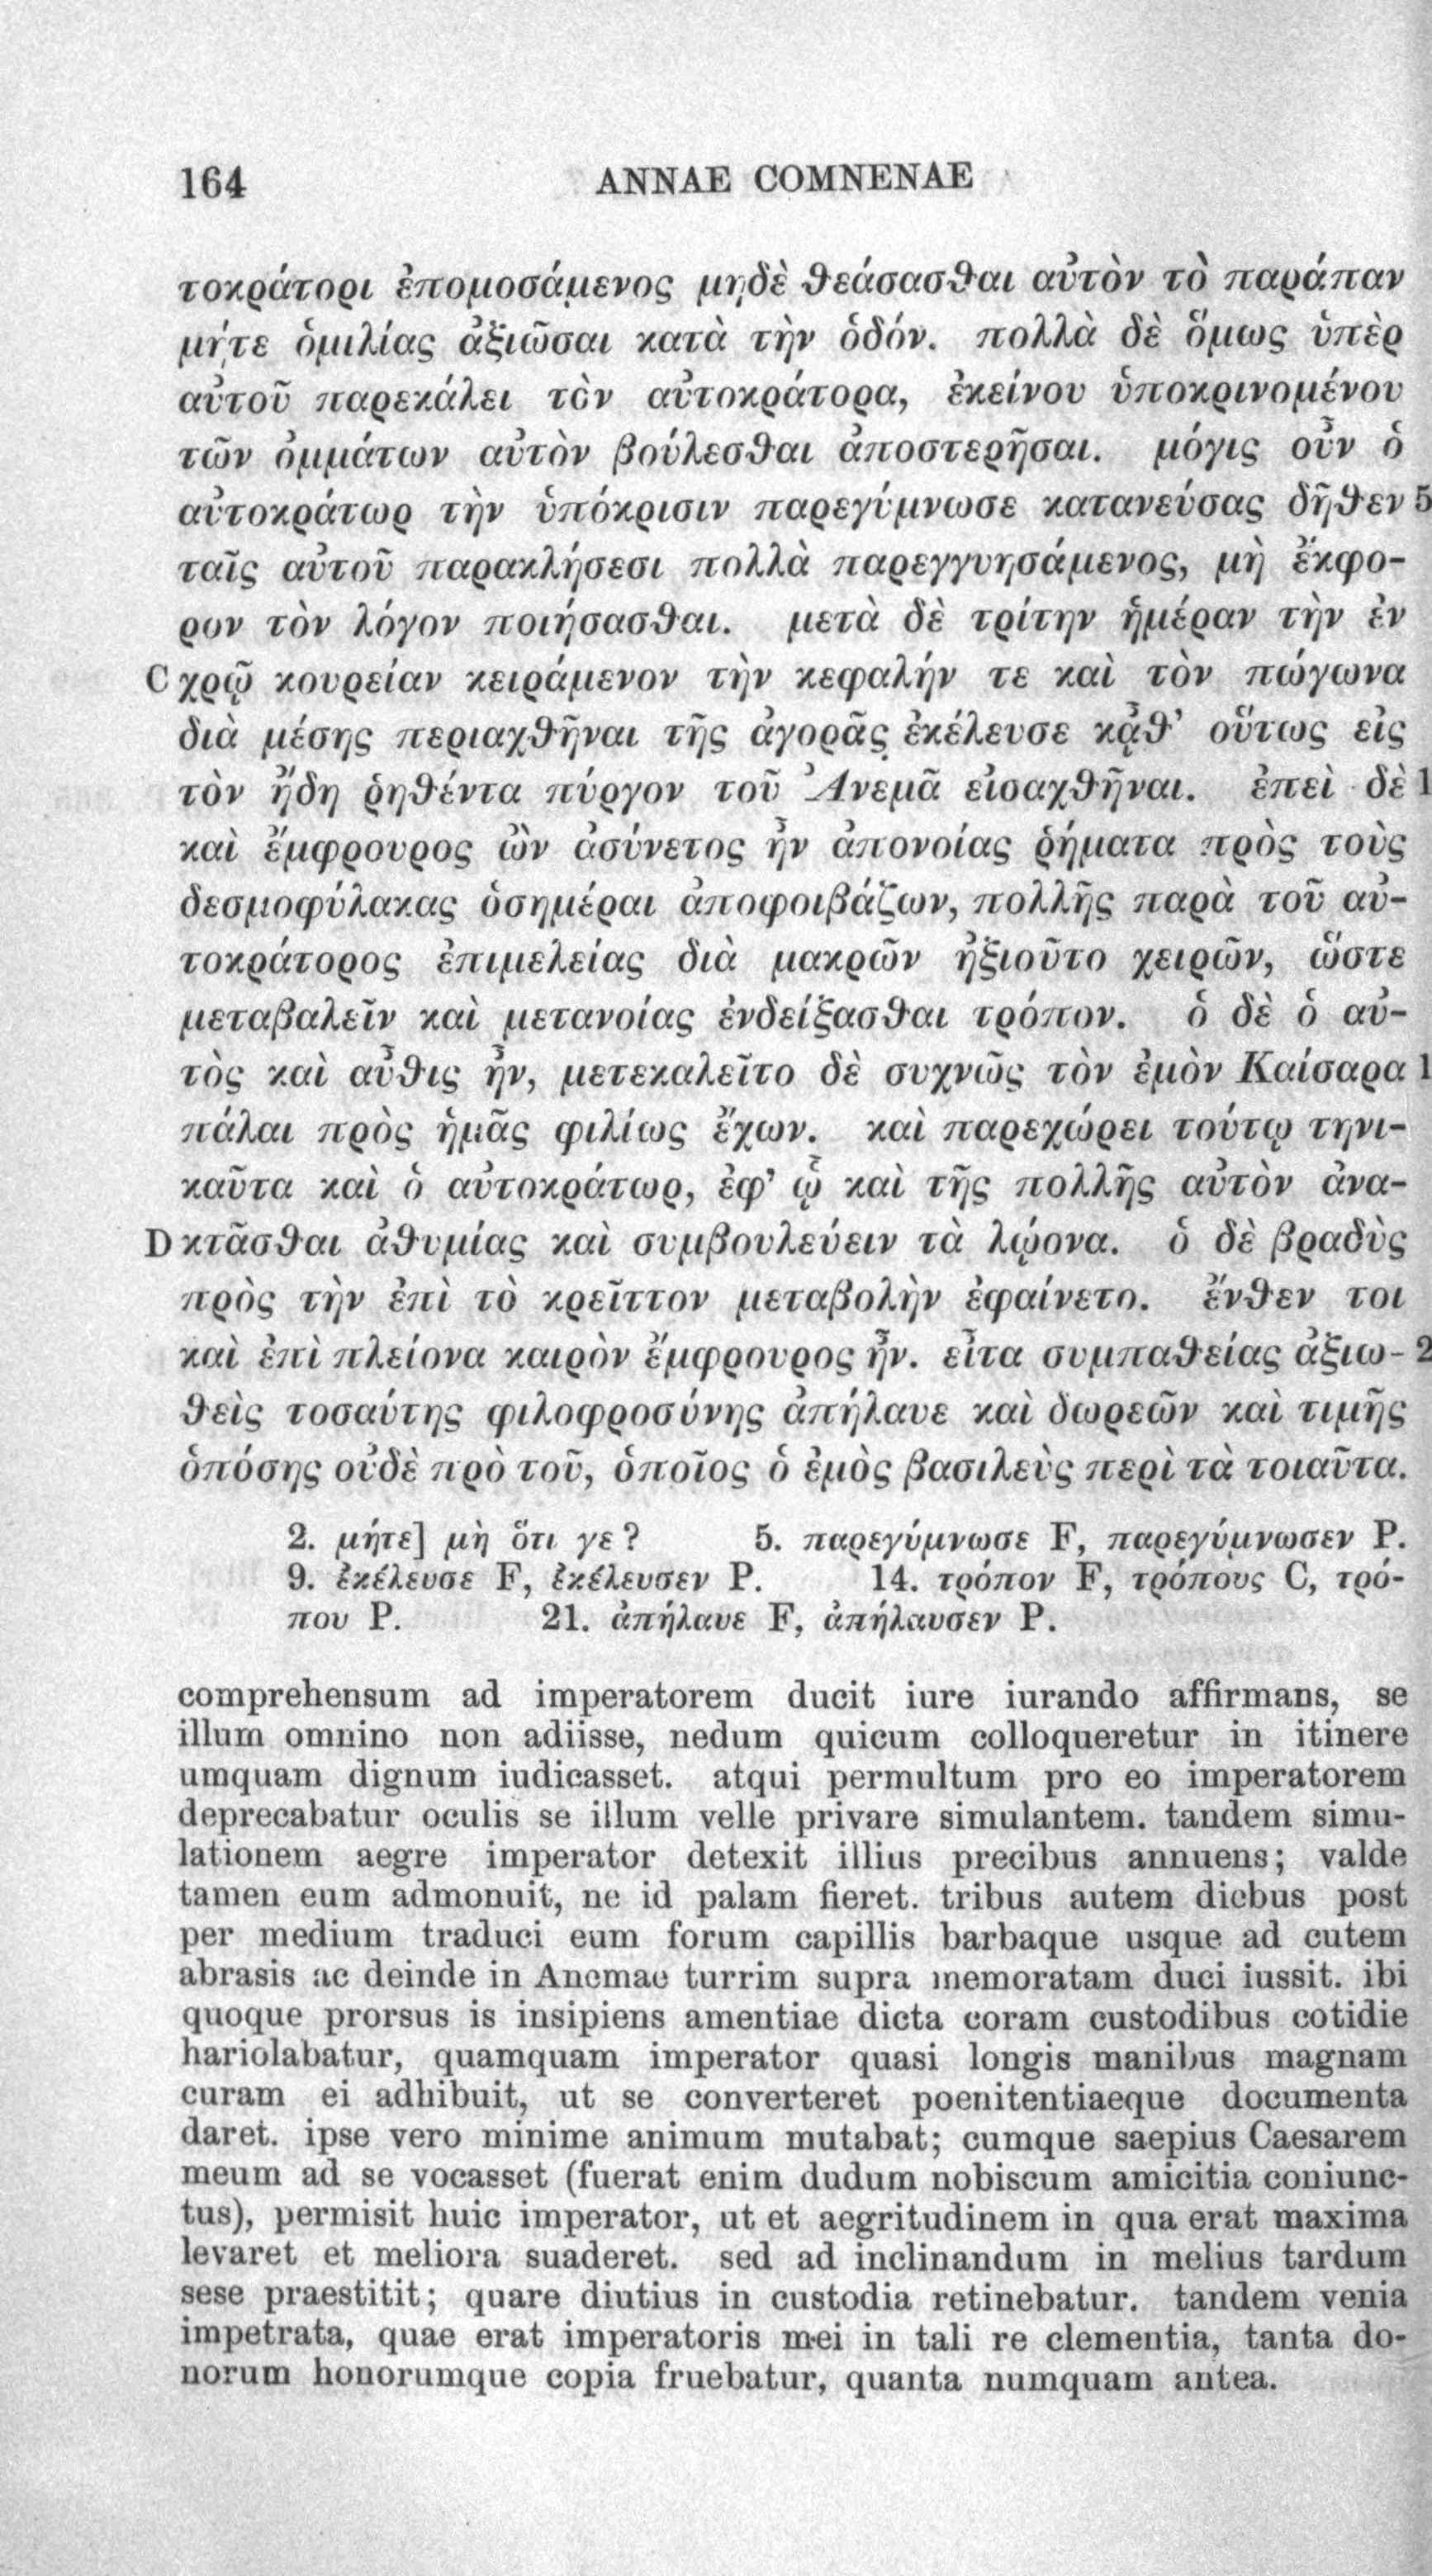 164 ANNAE COMNENAE
τοκράτορι ἐπομοσάμενος μηδὲ θεάσασθαι αὐτὸν τὸ παράπαν
μήτε ὁμιλίας ἀξιῶσαι κατὰ τὴν ὁδόν. πολλὰ δὲ ὅμως ὑπὲρ
αὐτοῦ παρεκάλει τὸν αὐτοκράτορα, ἐκείνου ὑποκρινομένου
τῶν ὀμμάτων αὐτὸν βούλεσθαι ἀποστερῆσαι. μόγις οὖν ὁ
αὐτοκράτωρ τὴν ὑπόκρισιν παρεγύμνωσε κατανεύσας δῆθεν 5
ταῖς αὐτοῦ παρακλήσεσι πολλὰ παρεγγυησάμενος, μὴ ἔκφο-
ρον τὸν λόγον ποιήσασθαι. μετὰ δὲ τρίτην ἡμέραν τὴν ἐν
C χρῷ κουρείαν κειράμενον τὴν κεφαλήν τε καὶ τὸν πώγωνα
διὰ μέσης περιαχθῆναι τῆς ἀγορᾶς ἐκέλευσε κᾆθ' οὕτως εἰς
τὸν ἤδη ῥηθέντα πύργον τοῦ Ἀνεμᾶ εἰσαχθῆναι. ἐπεὶ δὲ 1
καὶ ἔμφρουρος ὢν ἀσύνετος ἦν ἀπονοίας ῥήματα πρὸς τοὺς
δεσμοφύλακας ὁσημέραι ἀποφοιβάζων, πολλῆς παρὰ τοῦ αὐ-
τοκράτορος ἐπιμελείας διὰ μακρῶν ἠξιοῦτο χειρῶν, ὥστε
μεταβαλεῖν καὶ μετανοίας ἐνδείξασθαι τρόπον. ὁ δὲ ὁ αὐ-
τὸς καὶ αὖθις ἦν, μετεκαλεῖτο δὲ συχνῶς τὸν ἐμὸν Καίσαρα 1
πάλαι πρὸς ἡμᾶς φιλίως ἔχων. καὶ παρεχώρει τούτῳ τηνι-
καῦτα καὶ ὁ αὐτοκράτωρ, ἐφ' ᾧ καὶ τῆς πολλῆς αὐτὸν ἀνα-
D κτᾶσθαι ἀθυμίας καὶ συμβουλεύειν τὰ λῴονα. ὁ δὲ βραδὺς
πρὸς τὴν ἐπὶ τὸ κρεῖττον μεταβολὴν ἐφαίνετο. ἔνθεν τοι
καὶ ἐπὶ πλείονα καιρὸν ἔμφρουρος ἦν. εἶτα συμπαθείας ἀξιω- 2
θεὶς τοσαύτης φιλοφροσύνης ἀπήλαυε καὶ δωρεῶν καὶ τιμῆς
ὁπόσης οὐδὲ πρὸ τοῦ, ὁποῖος ὁ ἐμὸς βασιλεὺς περὶ τὰ τοιαῦτα.
2. μήτε] μὴ ὅτι γε? 5. παρεγύμνωσε F, παρεγύμνωσεν P.
9. ἐκέλευσε F, ἐκέλευσεν P. 14. τρόπον F, τρόπους C, τρό-
που P. 21. ἀπήλαυε F, ἀπήλαυσεν P.
comprehensum ad imperatorem ducit iure iurando affirmans, se
illum omnino non adiisse, nedum quicum colloqueretur in itinere
umquam dignum iudicasset. atqui permultum pro eo imperatorem
deprecabatur oculis se illum velle privare simulantem. tandem simu-
lationem aegre imperator detexit illius precibus annuens; valde
tamen eum admonuit, ne id palam fieret. tribus autem diebus post
per medium traduci eum forum capillis barbaque usque ad cutem
abrasis ac deinde in Anemae turrim supra memoratam duci iussit. ibi
quoque prorsus is insipiens amentiae dicta coram custodibus cotidie
hariolabatur, quamquam imperator quasi longis manibus magnam
curam ei adhibuit, ut se converteret poenitentiaeque documenta
daret. ipse vero minime animum mutabat; cumque saepius Caesarem
meum ad se vocasset (fuerat enim dudum nobiscum amicitia coniunc-
tus), permisit huic imperator, ut et aegritudinem in qua erat maxima
levaret et meliora suaderet. sed ad inclinandum in melius tardum
sese praestitit; quare diutius in custodia retinebatur. tandem venia
impetrata, quae erat imperatoris mei in tali re clementia, tanta do-
norum honorumque copia fruebatur, quanta numquam antea.